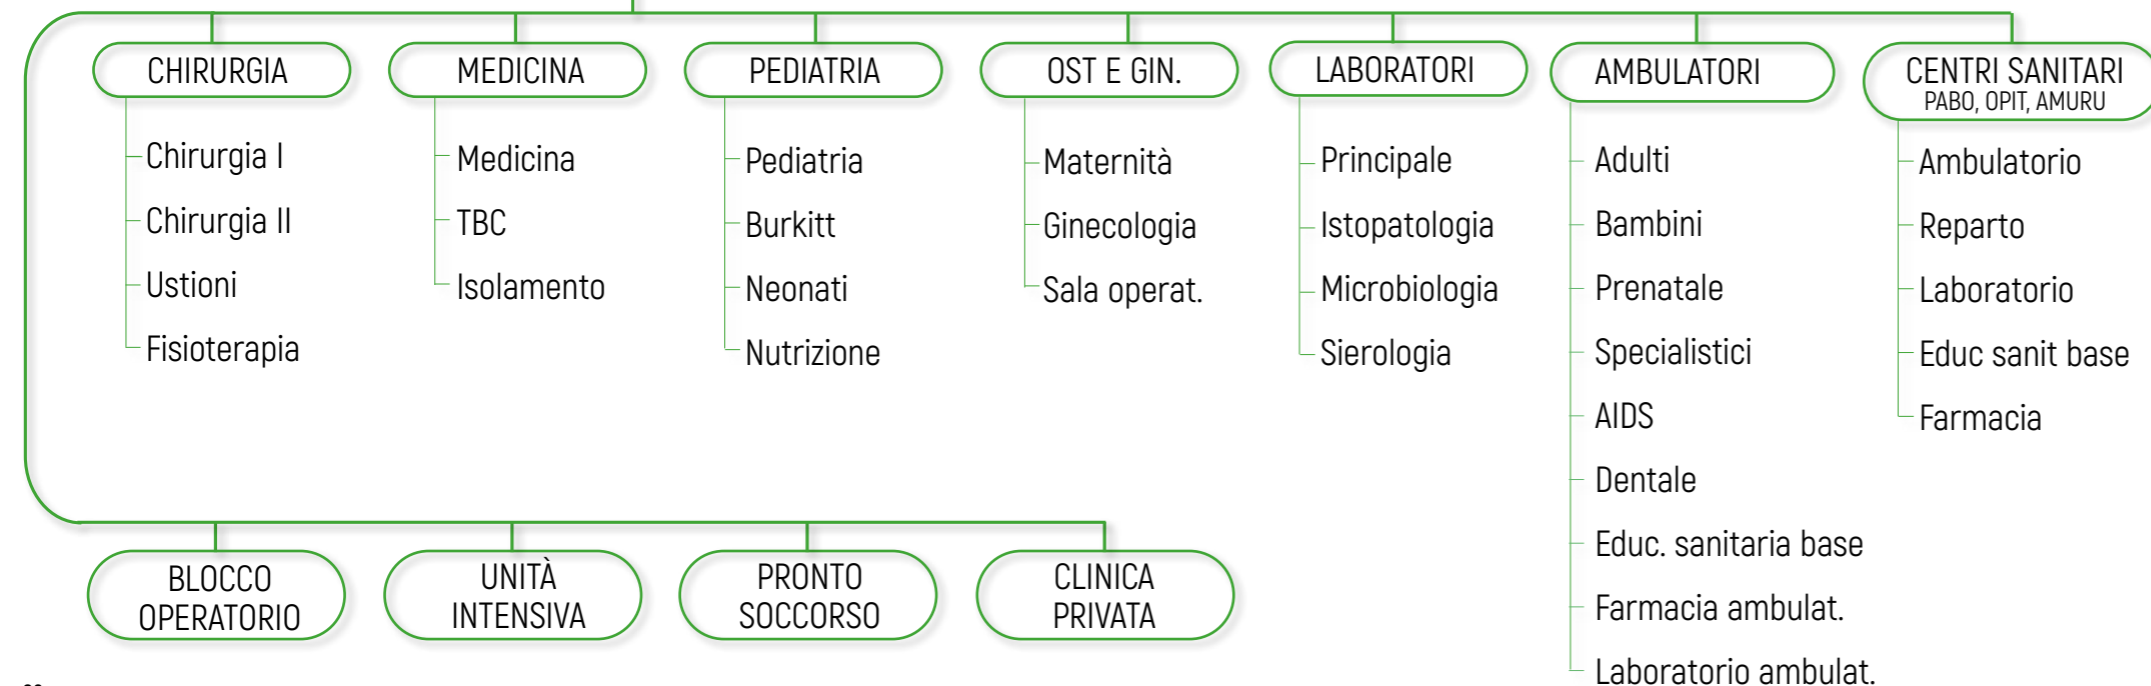 CHIRURGIA
Chirurgia I
Chirurgia II
Ustioni
Fisioterapia
MEDICINA
Medicina
TBC
Isolamento
PEDIATRIA
Pediatria
Burkitt
Neonati
Nutrizione
OST E GIN.
Maternità
Ginecologia
Sala operat.
LABORATORI
Principale
Istopatologia
Microbiologia
Sierologia
AMBULATORI
Adulti
Bambini
Prenatale
Specialistici
AIDS
Dentale
Educ. sanitaria base
Farmacia ambulat.
Laboratorio ambulat.
CENTRI SANITARI
PABO, OPIT, AMURU
Ambulatorio
Reparto
Laboratorio
Educ sanit base
Farmacia
BLOCCO
OPERATORIO
UNITÀ
INTENSIVA
PRONTO
SOCCORSO
CLINICA
PRIVATA